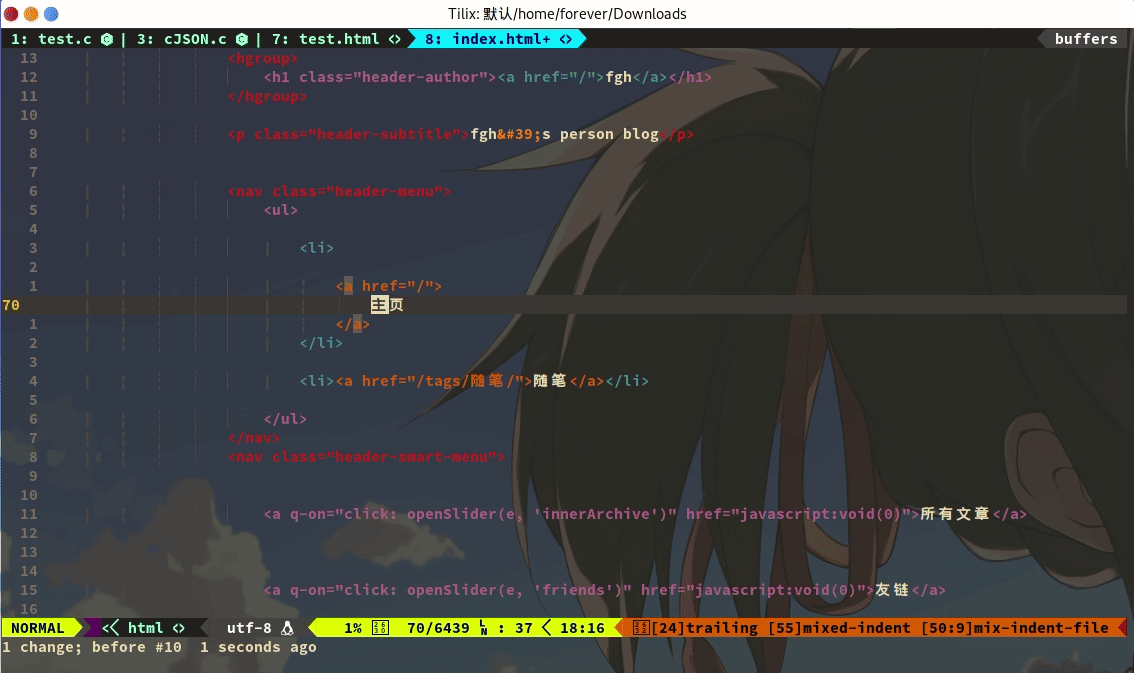 Tilix: 默认/home/forever/Downloads
1: test.c | 3: cJSON.c | 7: test.html <> 8: index.html+ <> buffers
13 <hgroup>
12 <h1 class="header-author"><a href="/">fgh</a></h1>
11 </hgroup>
10
9 <p class="header-subtitle">fgh&#39;s person blog</p>
8
7
6 <nav class="header-menu">
5 <ul>
4
3 <li>
2
1 <a href="/">
70 主页
1 </a>
2 </li>
3
4 <li><a href="/tags/随笔/">随笔</a></li>
5
6 </ul>
7 </nav>
8 <nav class="header-smart-menu">
9
10
11 <a q-on="click: openSlider(e, 'innerArchive')" href="javascript:void(0)">所有文章</a>
12
13
14
15 <a q-on="click: openSlider(e, 'friends')" href="javascript:void(0)">友链</a>
16
NORMAL html <> utf-8 1% 70/6439 LN : 37 18:16 [24]trailing [55]mixed-indent [50:9]mix-indent-file
1 change; before #10 1 seconds ago